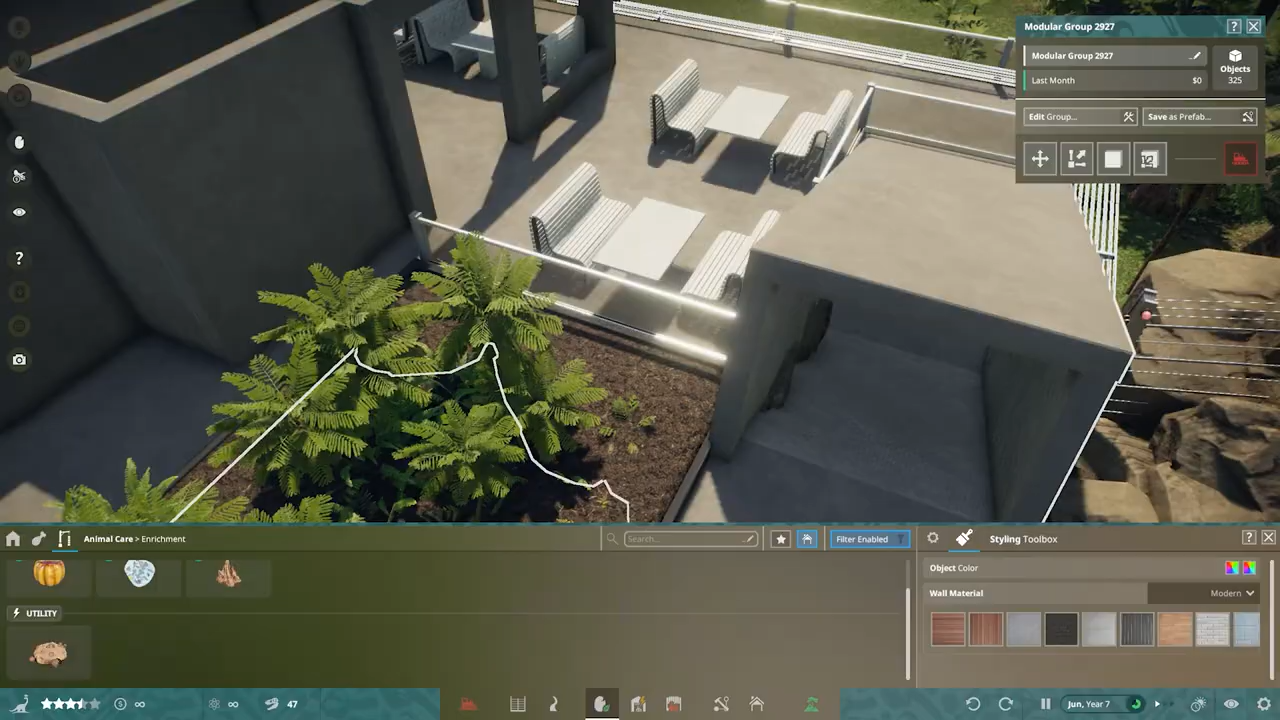 Modular Group 2927
?
Modular Group 2927
Last Month $0
Objects
325
Edit Group...
Save as Prefab...
12
?
Animal Care > Enrichment
Search...
Filter Enabled
Styling Toolbox
?
Object Color
Wall Material
Modern
UTILITY
$ ∞
∞
47
Jun, Year 7